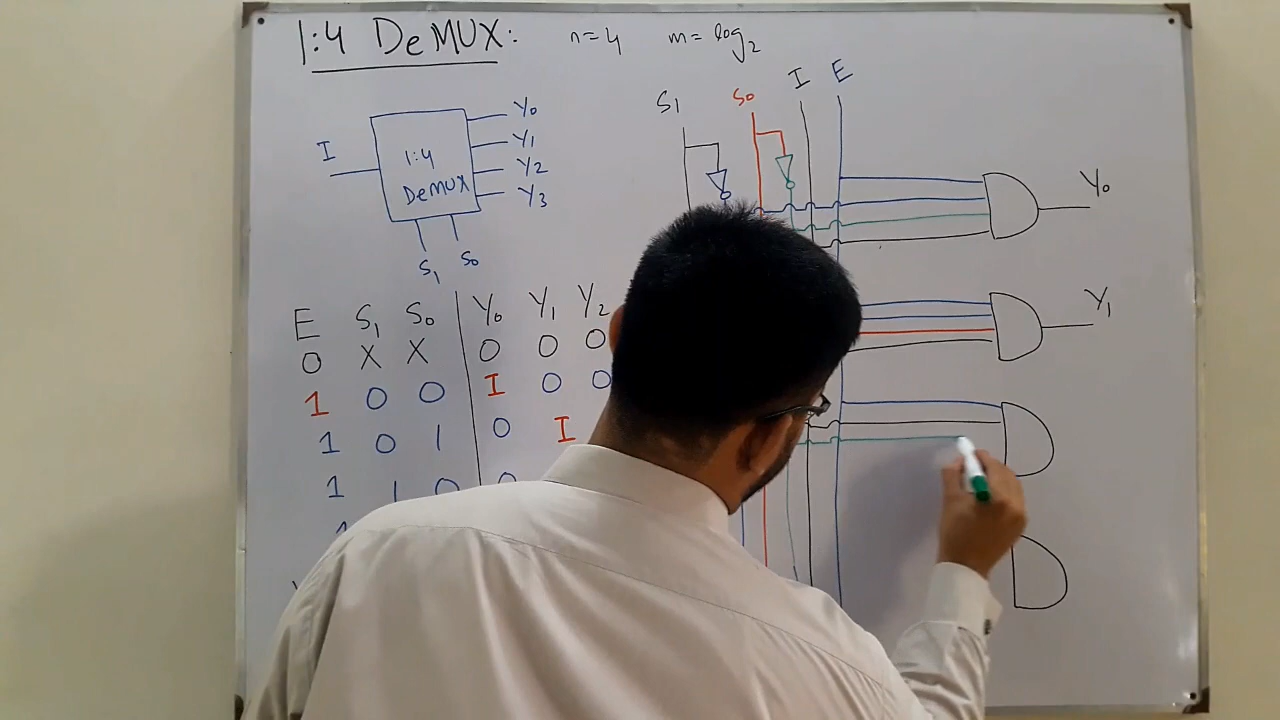 1:4 DeMUX: n=4 m=log₂
I
1:4
DeMUX
Y₀
Y₁
Y₂
Y₃
S₁ S₀
E S₁ S₀ Y₀ Y₁ Y₂
0 X X 0 0 0
1 0 0 I 0 0
1 0 1 0 I
1 1 0 0
S₁ S₀ I E
Y₀
Y₁